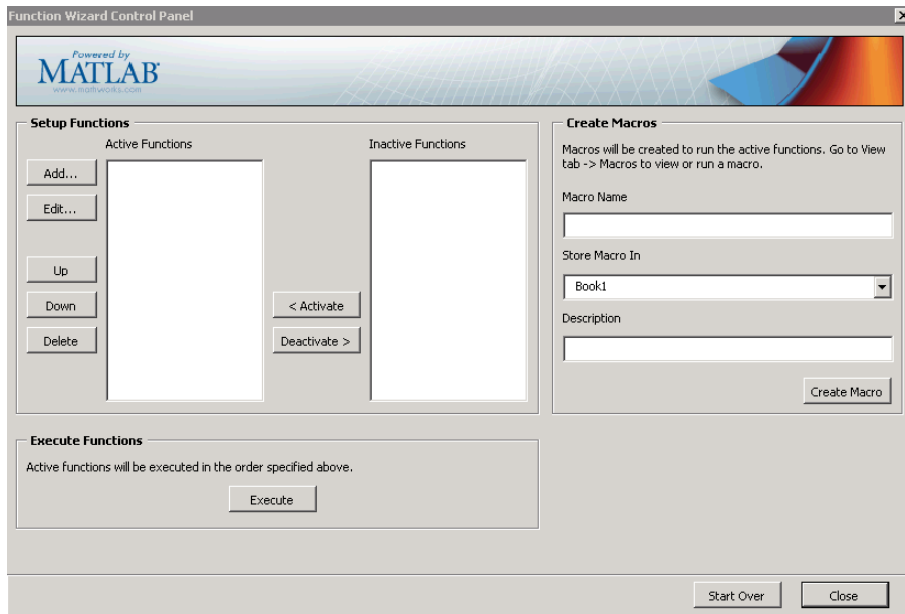 Function Wizard Control Panel
Powered by
MATLAB
www.mathworks.com
Setup Functions
Active Functions
Inactive Functions
Add...
Edit...
Up
Down
Delete
< Activate
Deactivate >
Create Macros
Macros will be created to run the active functions. Go to View
tab -> Macros to view or run a macro.
Macro Name
Store Macro In
Book1
Description
Create Macro
Execute Functions
Active functions will be executed in the order specified above.
Execute
Start Over
Close